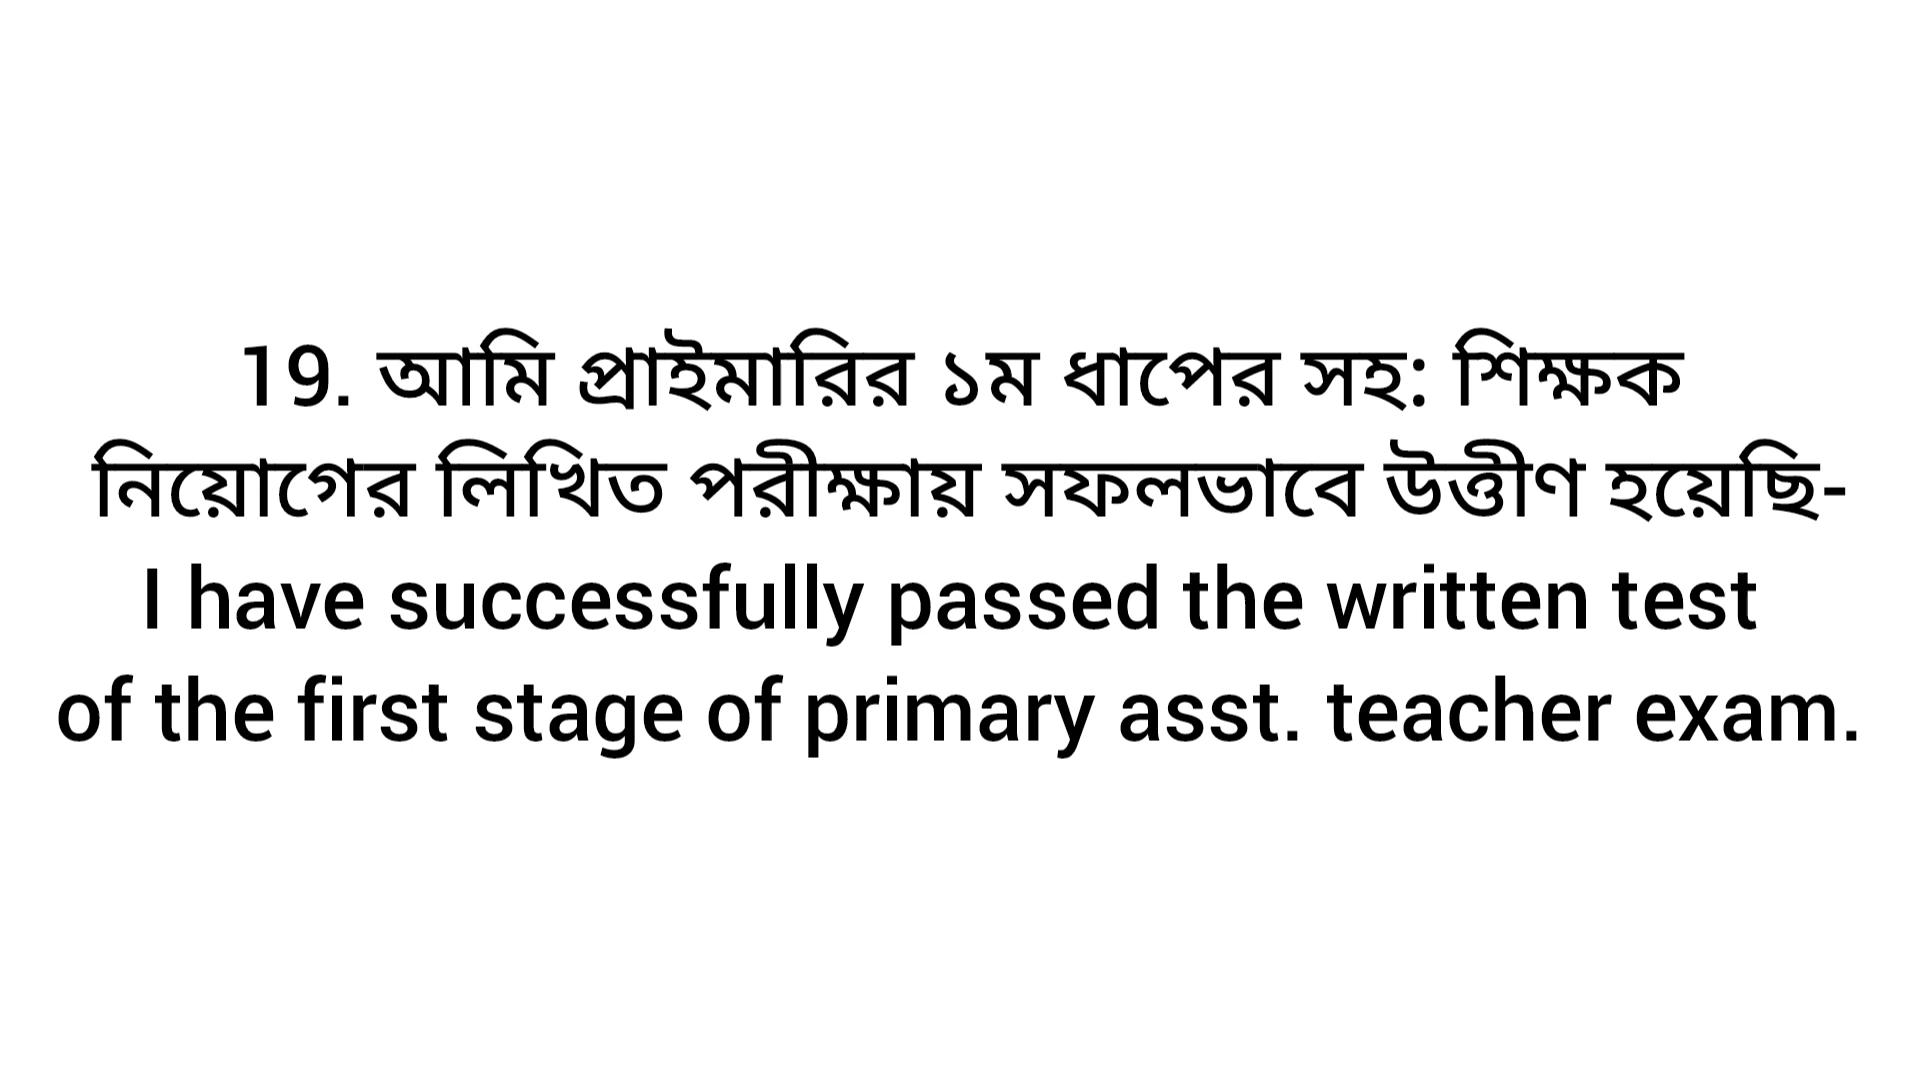 19. আমি প্রাইমারির ১ম ধাপের সহ: শিক্ষক
নিয়োগের লিখিত পরীক্ষায় সফলভাবে উত্তীণ হয়েছি-
I have successfully passed the written test
of the first stage of primary asst. teacher exam.